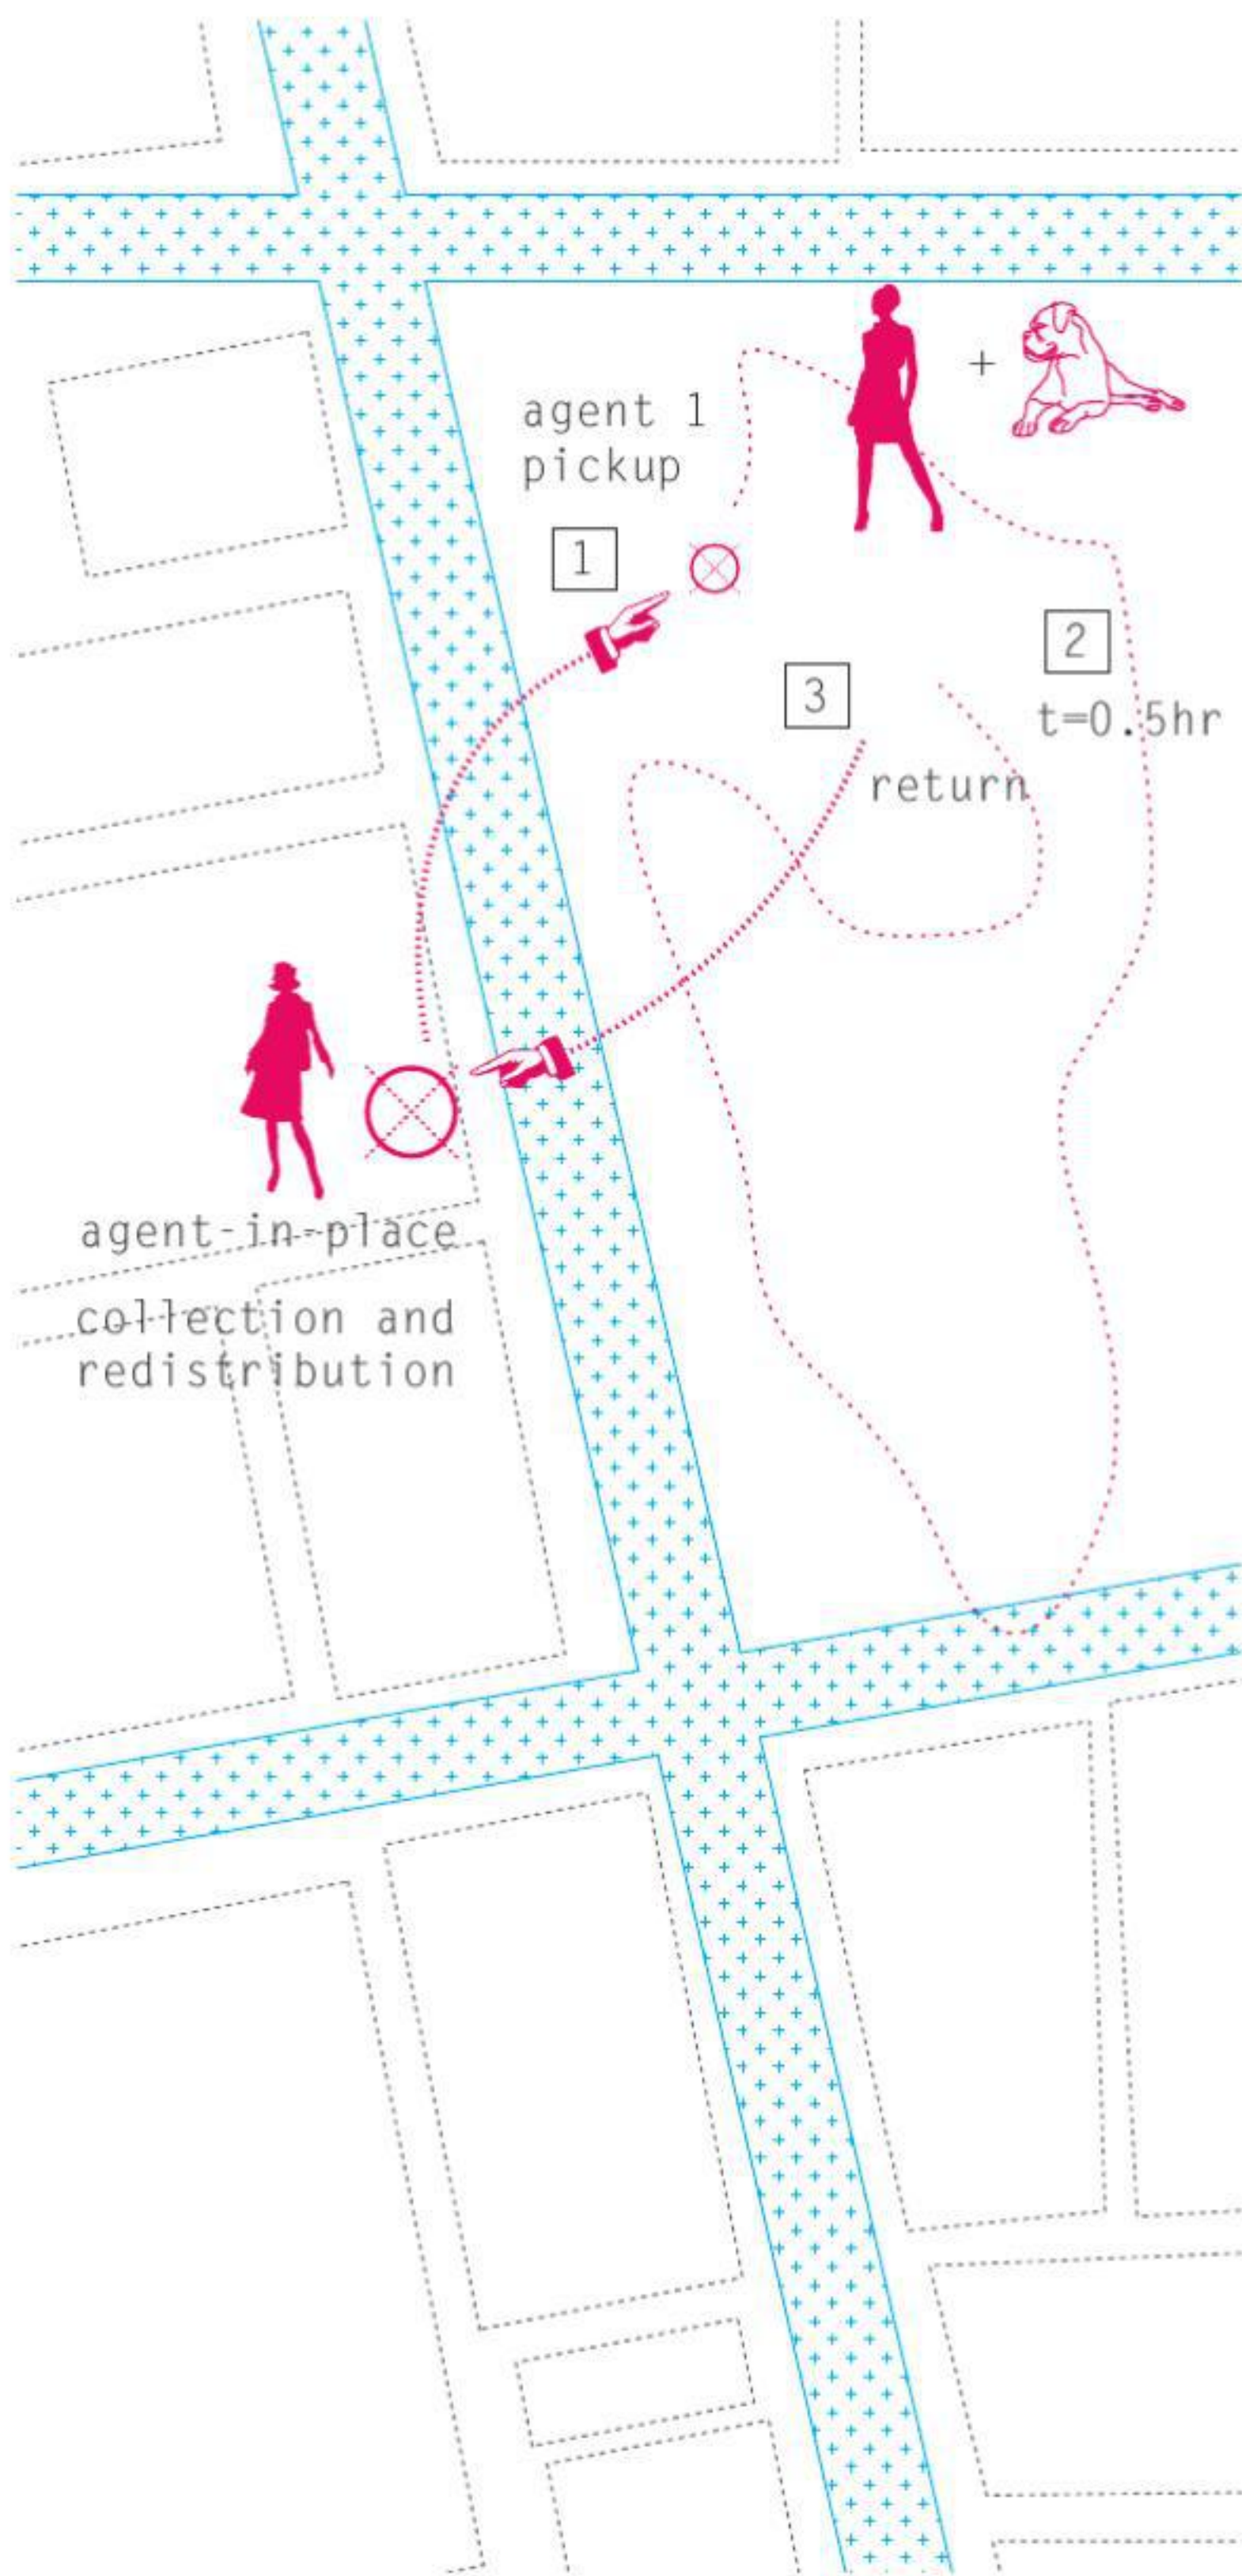 agent 1
pickup
1
+
2
t=0.5hr
3
return
agent-in-place
collection and
redistribution